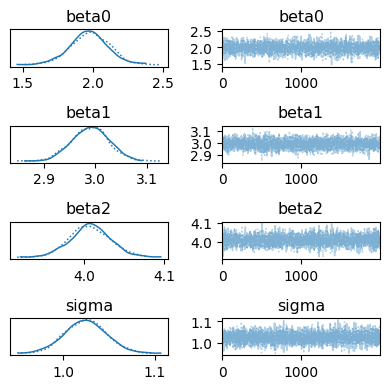 beta0 beta0
2.5
2.0
1.5
1.5 2.0 2.5 0 1000
beta1 beta1
3.1
3.0
2.9
2.9 3.0 3.1 0 1000
beta2 beta2
4.1
4.0
4.0 4.1 0 1000
sigma sigma
1.1
1.0
1.0 1.1 0 1000